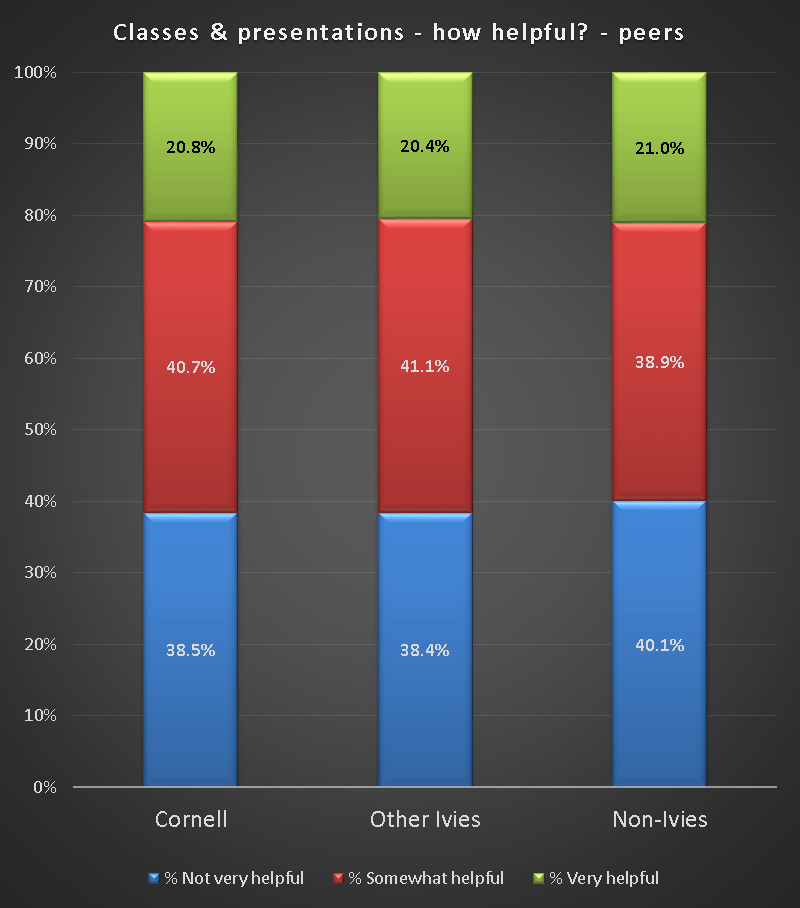 Classes & presentations - how helpful? - peers
100%
90%
80%
70%
60%
50%
40%
30%
20%
10%
0%
20.8%
20.4%
21.0%
40.7%
41.1%
38.9%
38.5%
38.4%
40.1%
Cornell
Other Ivies
Non-Ivies
% Not very helpful
% Somewhat helpful
% Very helpful